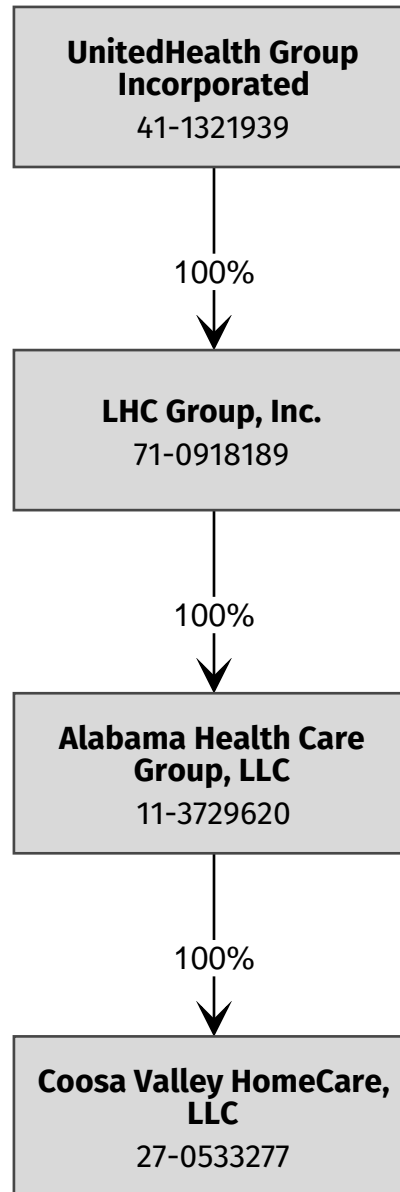 UnitedHealth Group
Incorporated
41-1321939
100%
LHC Group, Inc.
71-0918189
100%
Alabama Health Care
Group, LLC
11-3729620
100%
Coosa Valley HomeCare,
LLC
27-0533277